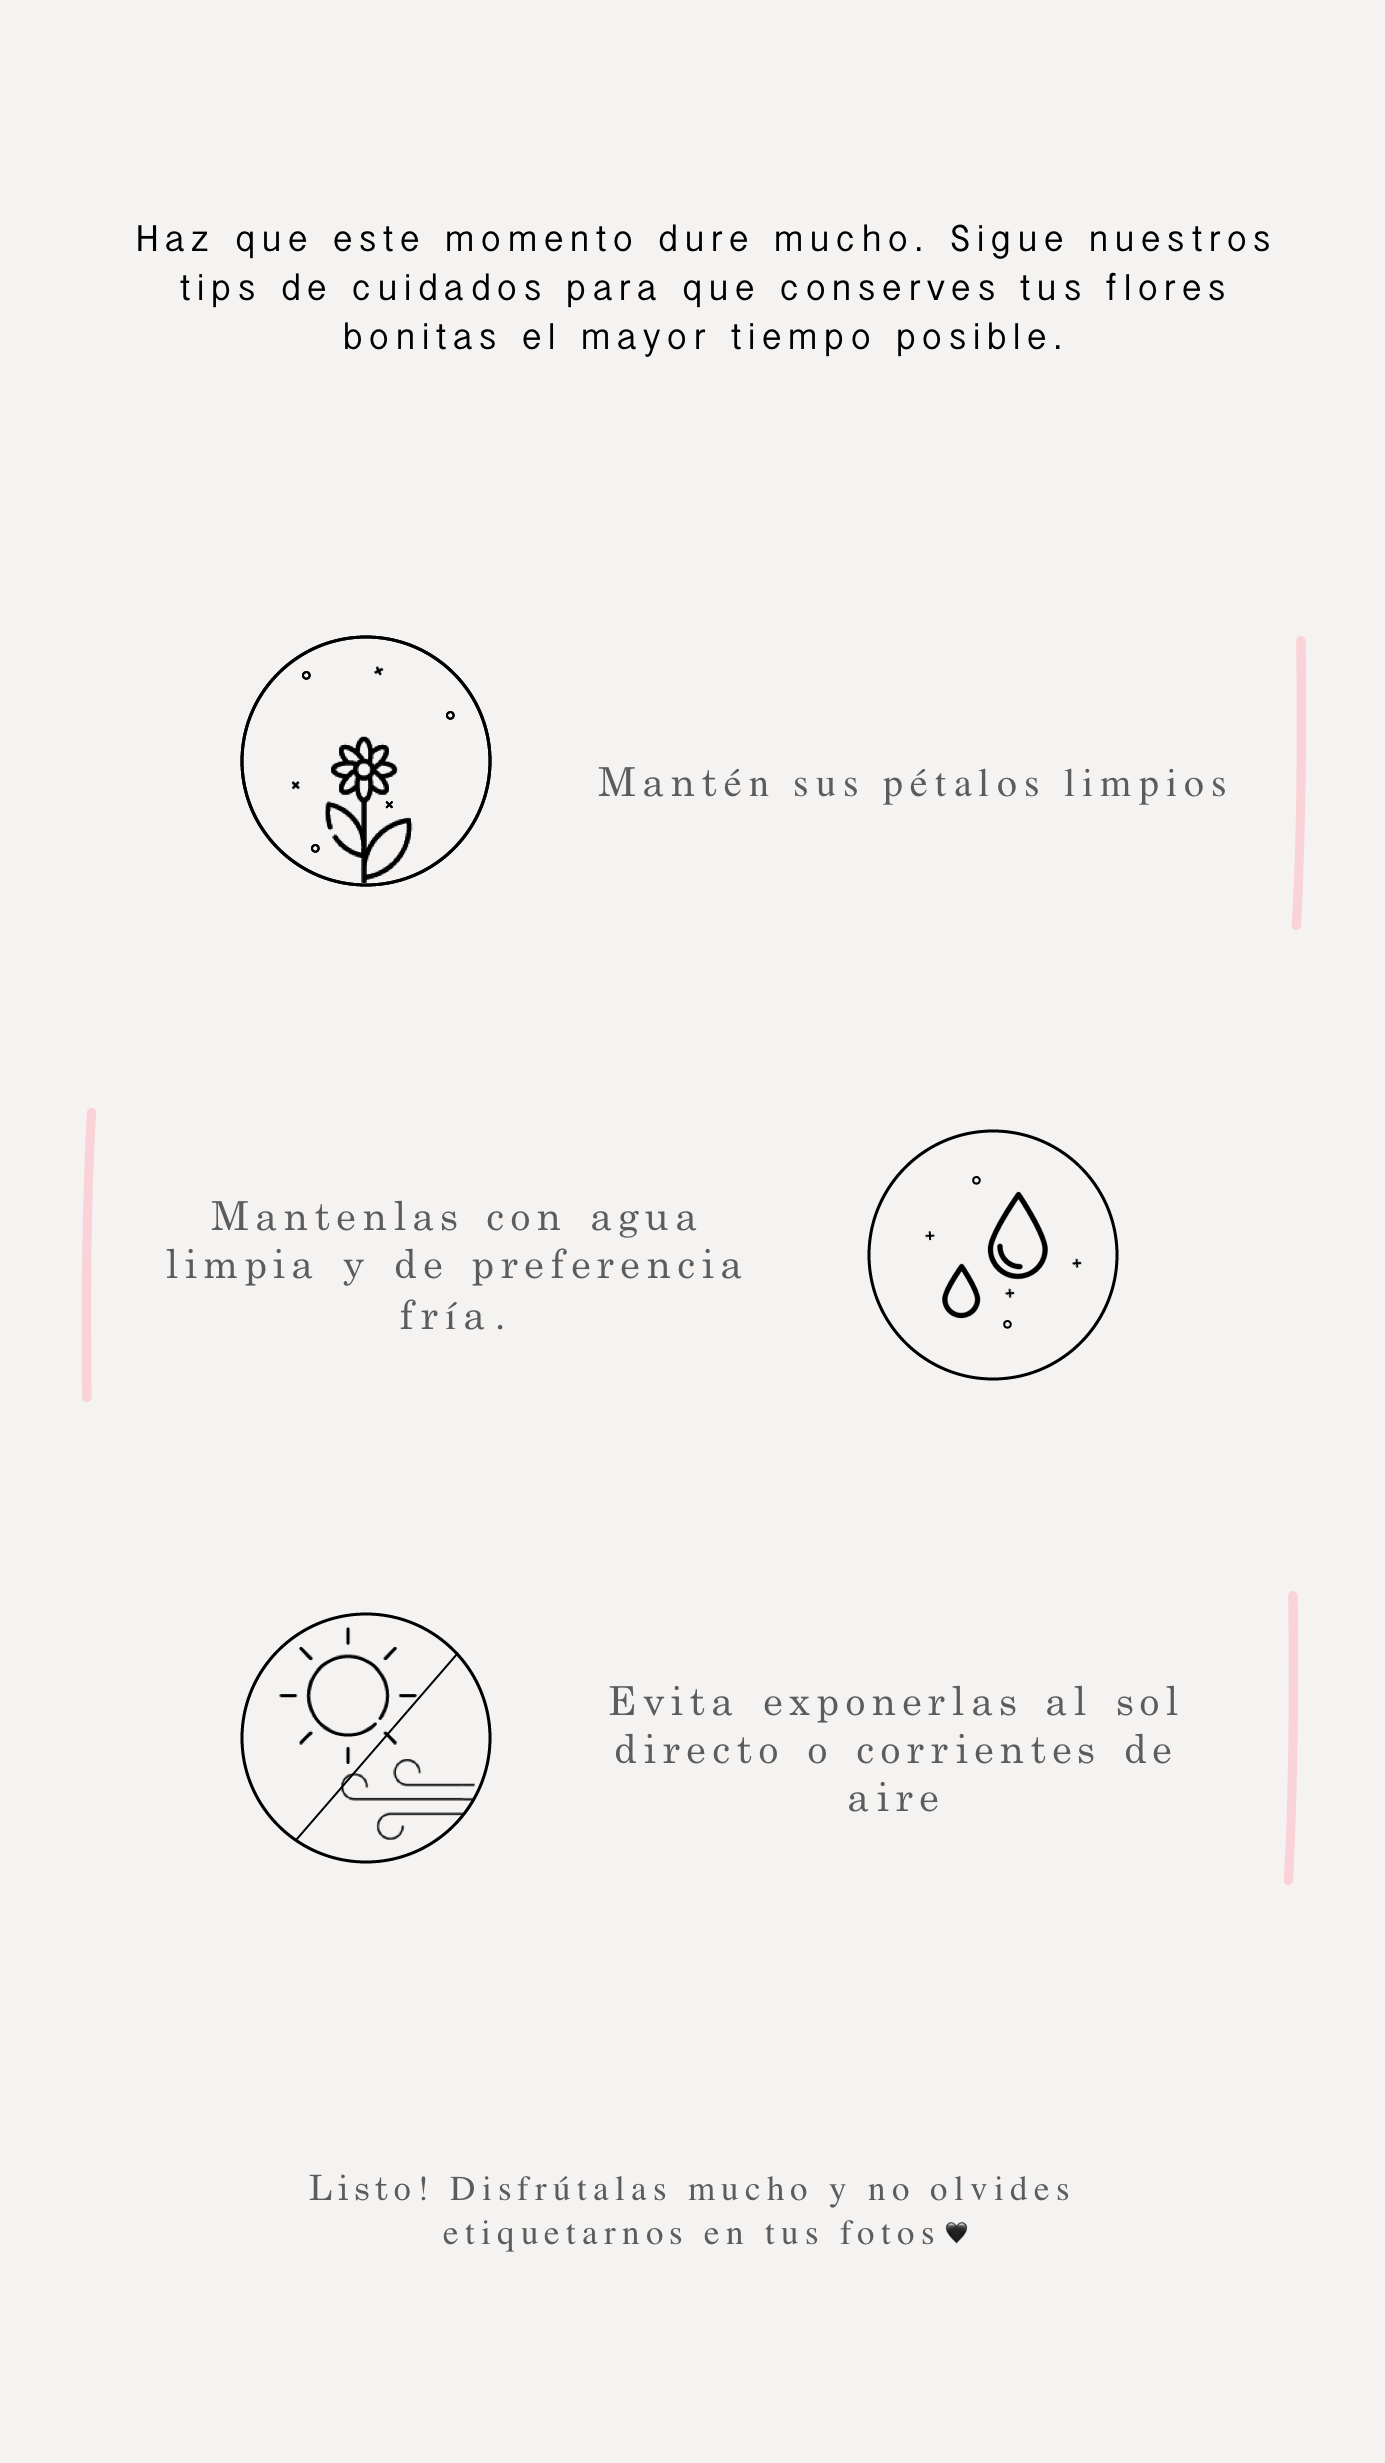 Haz que este momento dure mucho. Sigue nuestros
tips de cuidados para que conserves tus flores
bonitas el mayor tiempo posible.
Mantén sus pétalos limpios
Mantenlas con agua
limpia y de preferencia
fría.
Evita exponerlas al sol
directo o corrientes de
aire
Listo! Disfrútalas mucho y no olvides
etiquetarnos en tus fotos🖤